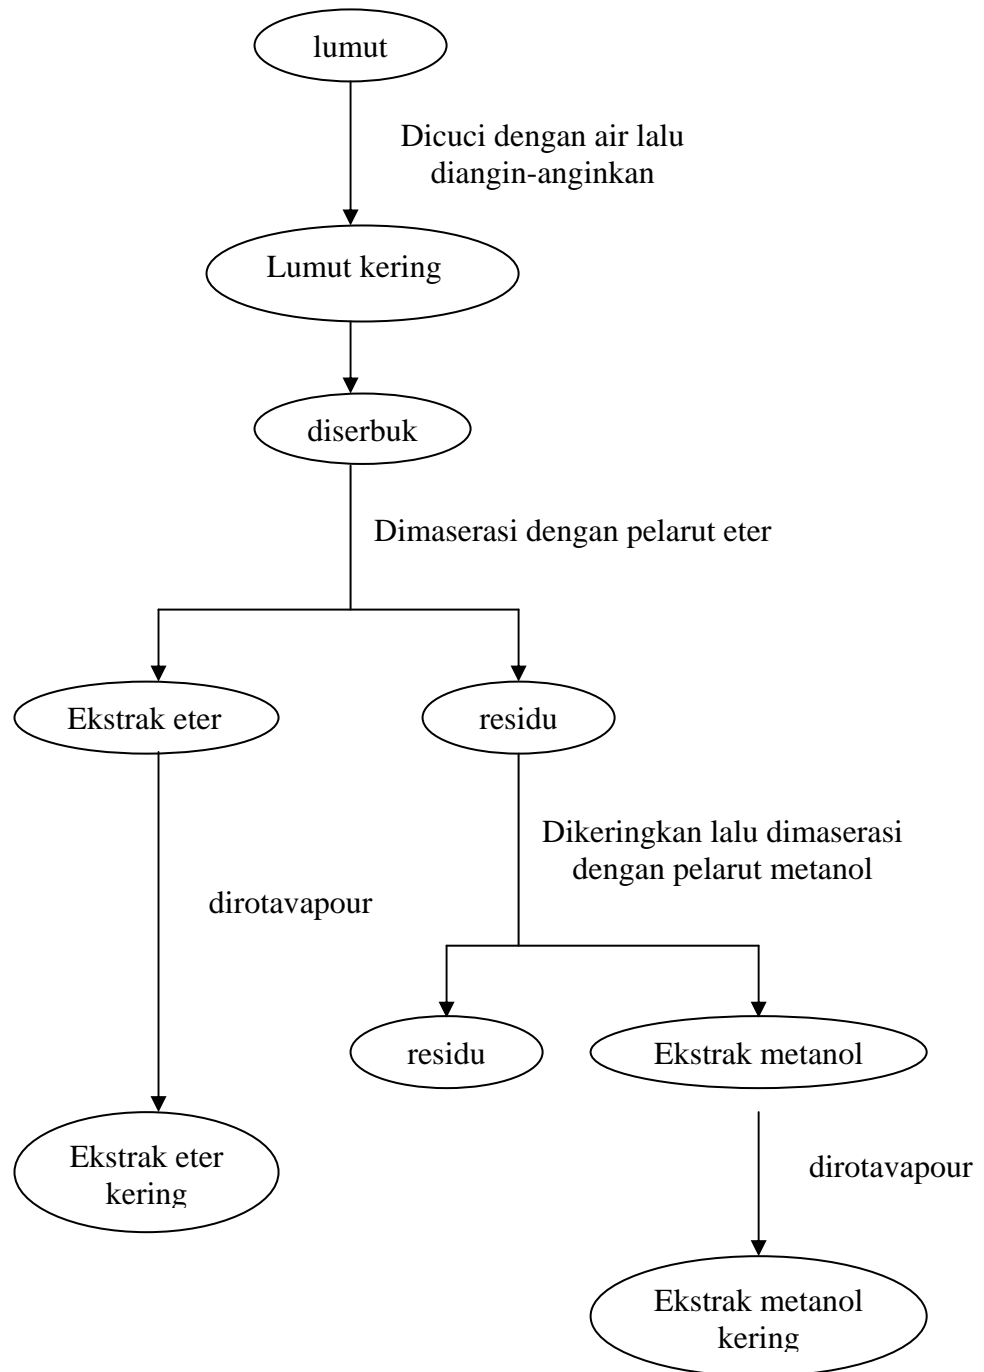 lumut
Dicuci dengan air lalu
diangin-anginkan
Lumut kering
diserbuk
Dimaserasi dengan pelarut eter
Ekstrak eter
residu
Dikeringkan lalu dimaserasi
dengan pelarut metanol
dirotavapour
residu
Ekstrak metanol
Ekstrak eter
kering
dirotavapour
Ekstrak metanol
kering